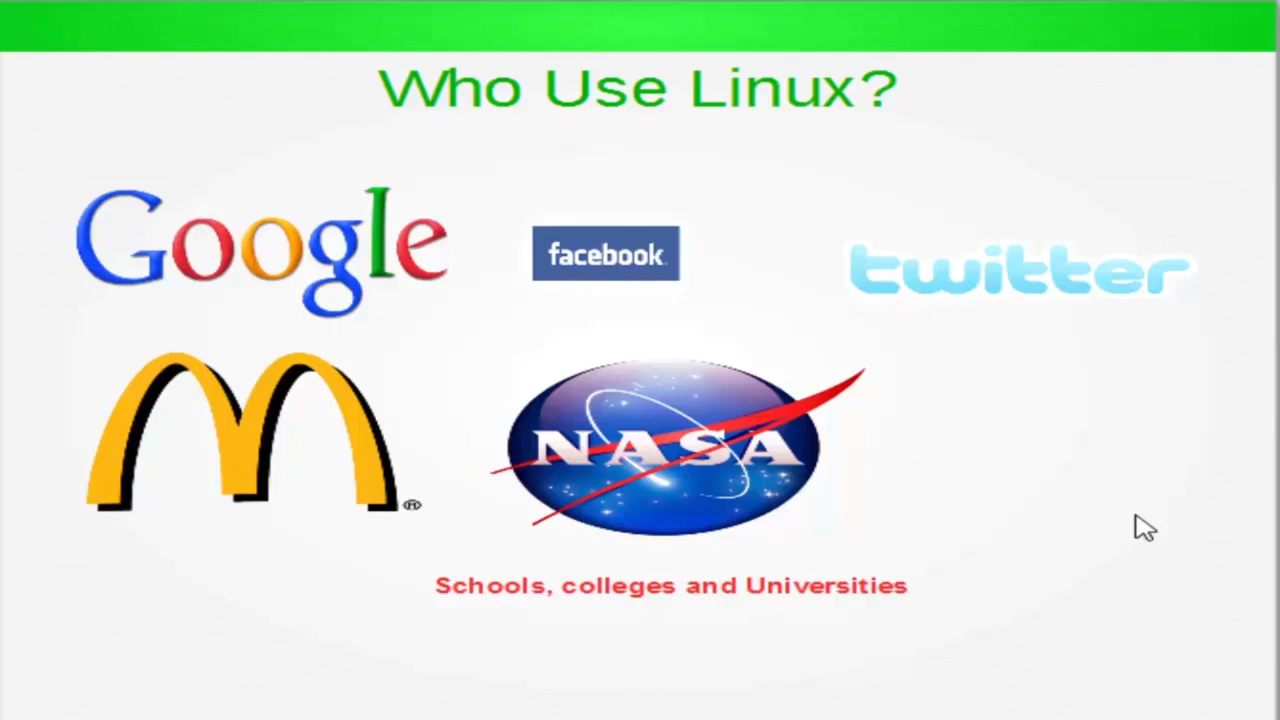 Who Use Linux?
Google
facebook
twitter
M
®
NASA
Schools, colleges and Universities